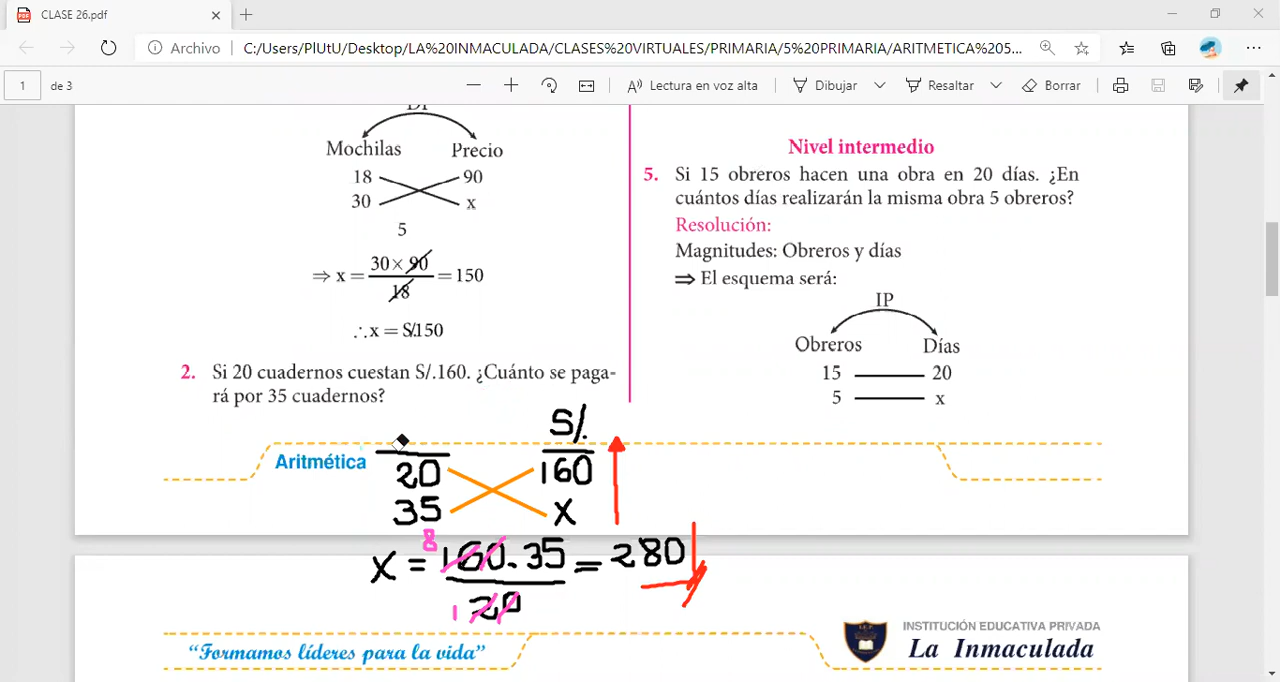 CLASE 26.pdf
Archivo
C:/Users/PlUtU/Desktop/LA%20INMACULADA/CLASES%20VIRTUALES/PRIMARIA/5%20PRIMARIA/ARITMETICA%205...
1 de 3
Lectura en voz alta
Dibujar
Resaltar
Borrar
DP
Mochilas Precio
18 90
30 x
5
⇒ x = 30 × 90 / 18 = 150
∴ x = S/.150
2. Si 20 cuadernos cuestan S/.160. ¿Cuánto se paga-
rá por 35 cuadernos?
S/.
20 160
35 X
8
X = 160 . 35 / 20 = 280
1
Aritmética
Nivel intermedio
5. Si 15 obreros hacen una obra en 20 días. ¿En
cuántos días realizarán la misma obra 5 obreros?
Resolución:
Magnitudes: Obreros y días
⇒ El esquema será:
IP
Obreros Días
15 20
5 x
“Formamos líderes para la vida”
INSTITUCIÓN EDUCATIVA PRIVADA
La Inmaculada